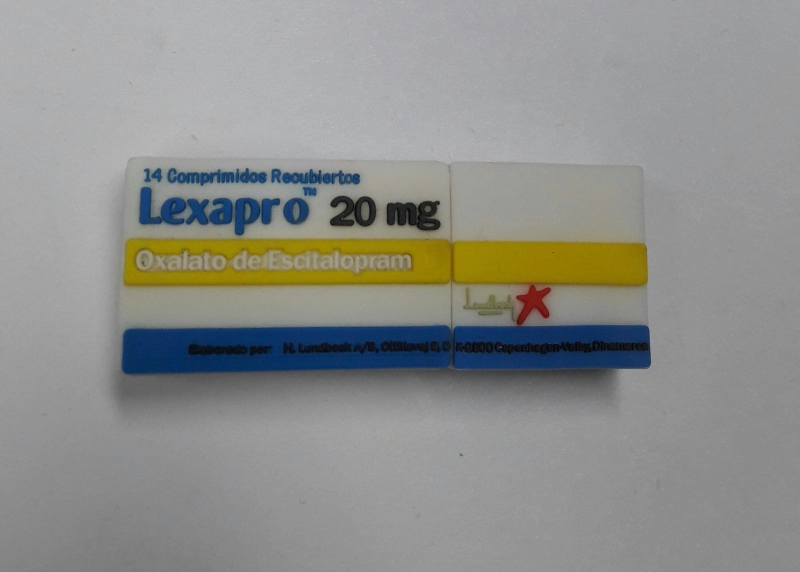 14 Comprimidos Recubiertos
Lexapro™ 20 mg
Oxalato de Escitalopram
Lundbeck
Elaborado por: H. Lundbeck A/S, Ottiliavej 9, DK-2500 Copenhagen-Valby, Dinamarca